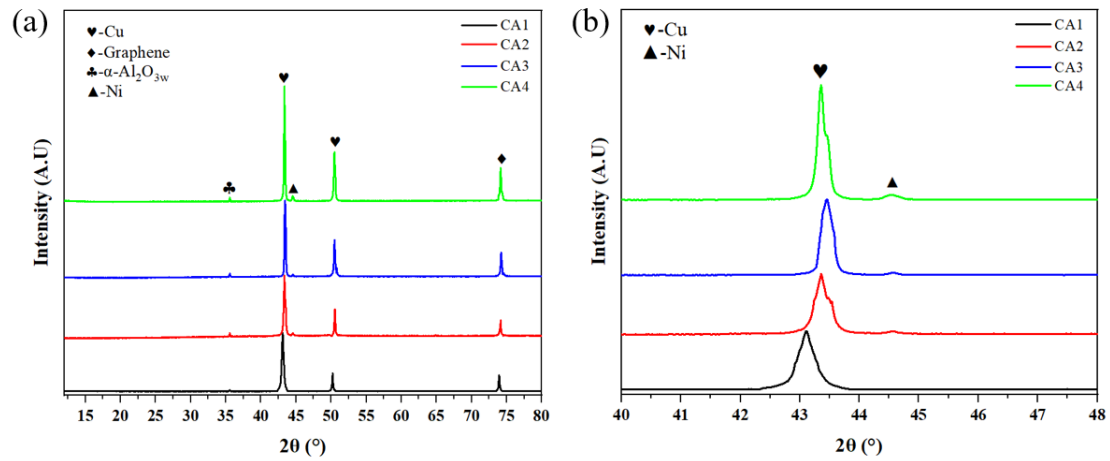 (a)
♥-Cu
♦-Graphene
♣-α-Al₂O₃w
▲-Ni
CA1
CA2
CA3
CA4
♥
♥
♦
♣
▲
Intensity (A.U)
15 20 25 30 35 40 45 50 55 60 65 70 75 80
2θ (°)
(b)
♥-Cu
▲-Ni
CA1
CA2
CA3
CA4
♥
▲
Intensity (A.U)
40 41 42 43 44 45 46 47 48
2θ (°)